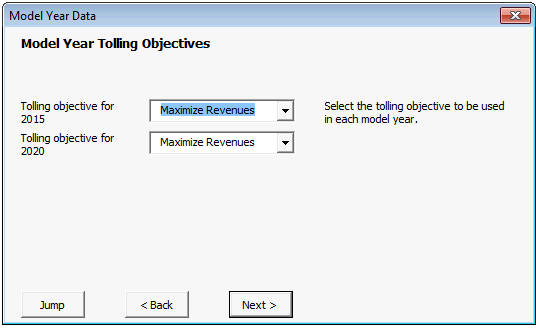 Model Year Data
Model Year Tolling Objectives
Tolling objective for
2015
Maximize Revenues
Select the tolling objective to be used
in each model year.
Tolling objective for
2020
Maximize Revenues
Jump
< Back
Next >